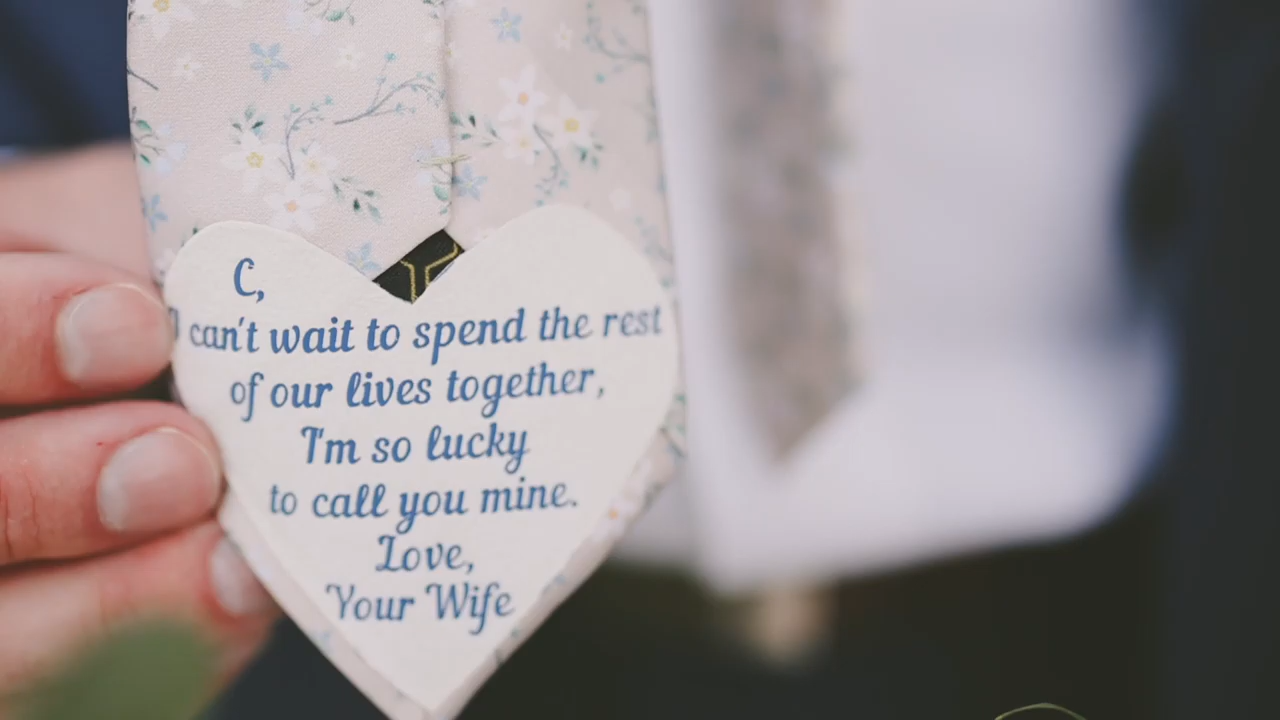 C,
I can't wait to spend the rest
of our lives together,
I'm so lucky
to call you mine.
Love,
Your Wife